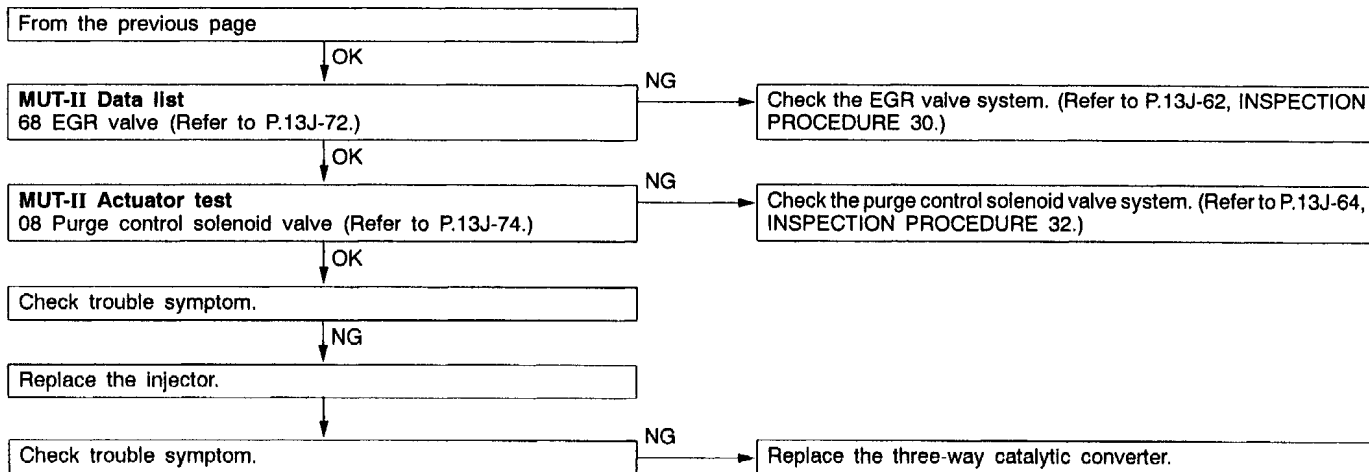 From the previous page
OK
MUT-II Data list
68 EGR valve (Refer to P.13J-72.)
NG
Check the EGR valve system. (Refer to P.13J-62, INSPECTION
PROCEDURE 30.)
OK
MUT-II Actuator test
08 Purge control solenoid valve (Refer to P.13J-74.)
NG
Check the purge control solenoid valve system. (Refer to P.13J-64,
INSPECTION PROCEDURE 32.)
OK
Check trouble symptom.
NG
Replace the injector.
Check trouble symptom.
NG
Replace the three-way catalytic converter.